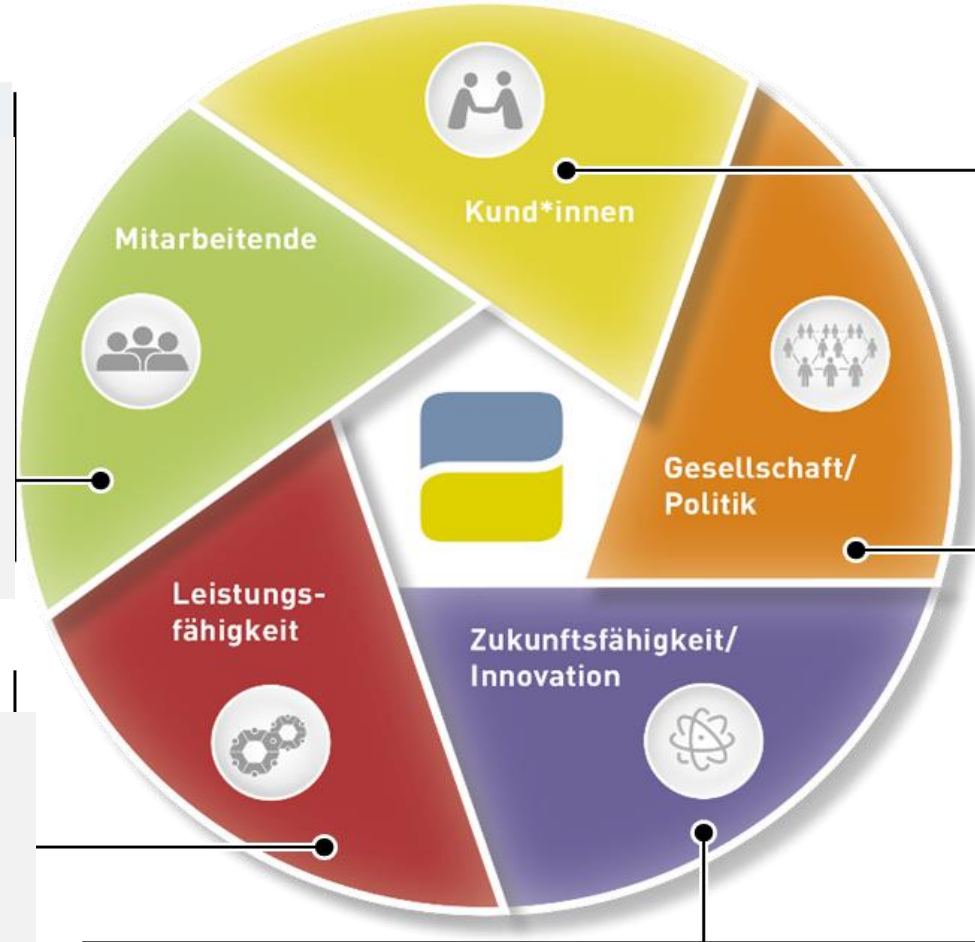 Kund*innen
Mitarbeitende
Gesellschaft/
Politik
Leistungs-
fähigkeit
Zukunftsfähigkeit/
Innovation